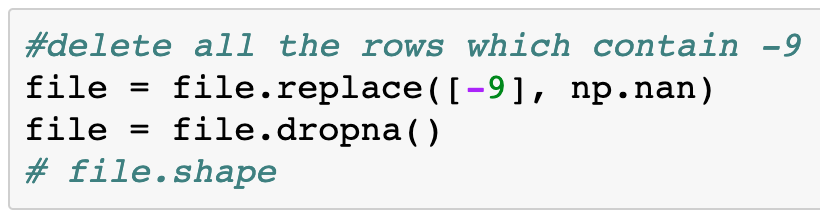 #delete all the rows which contain -9
file = file.replace([-9], np.nan)
file = file.dropna()
# file.shape